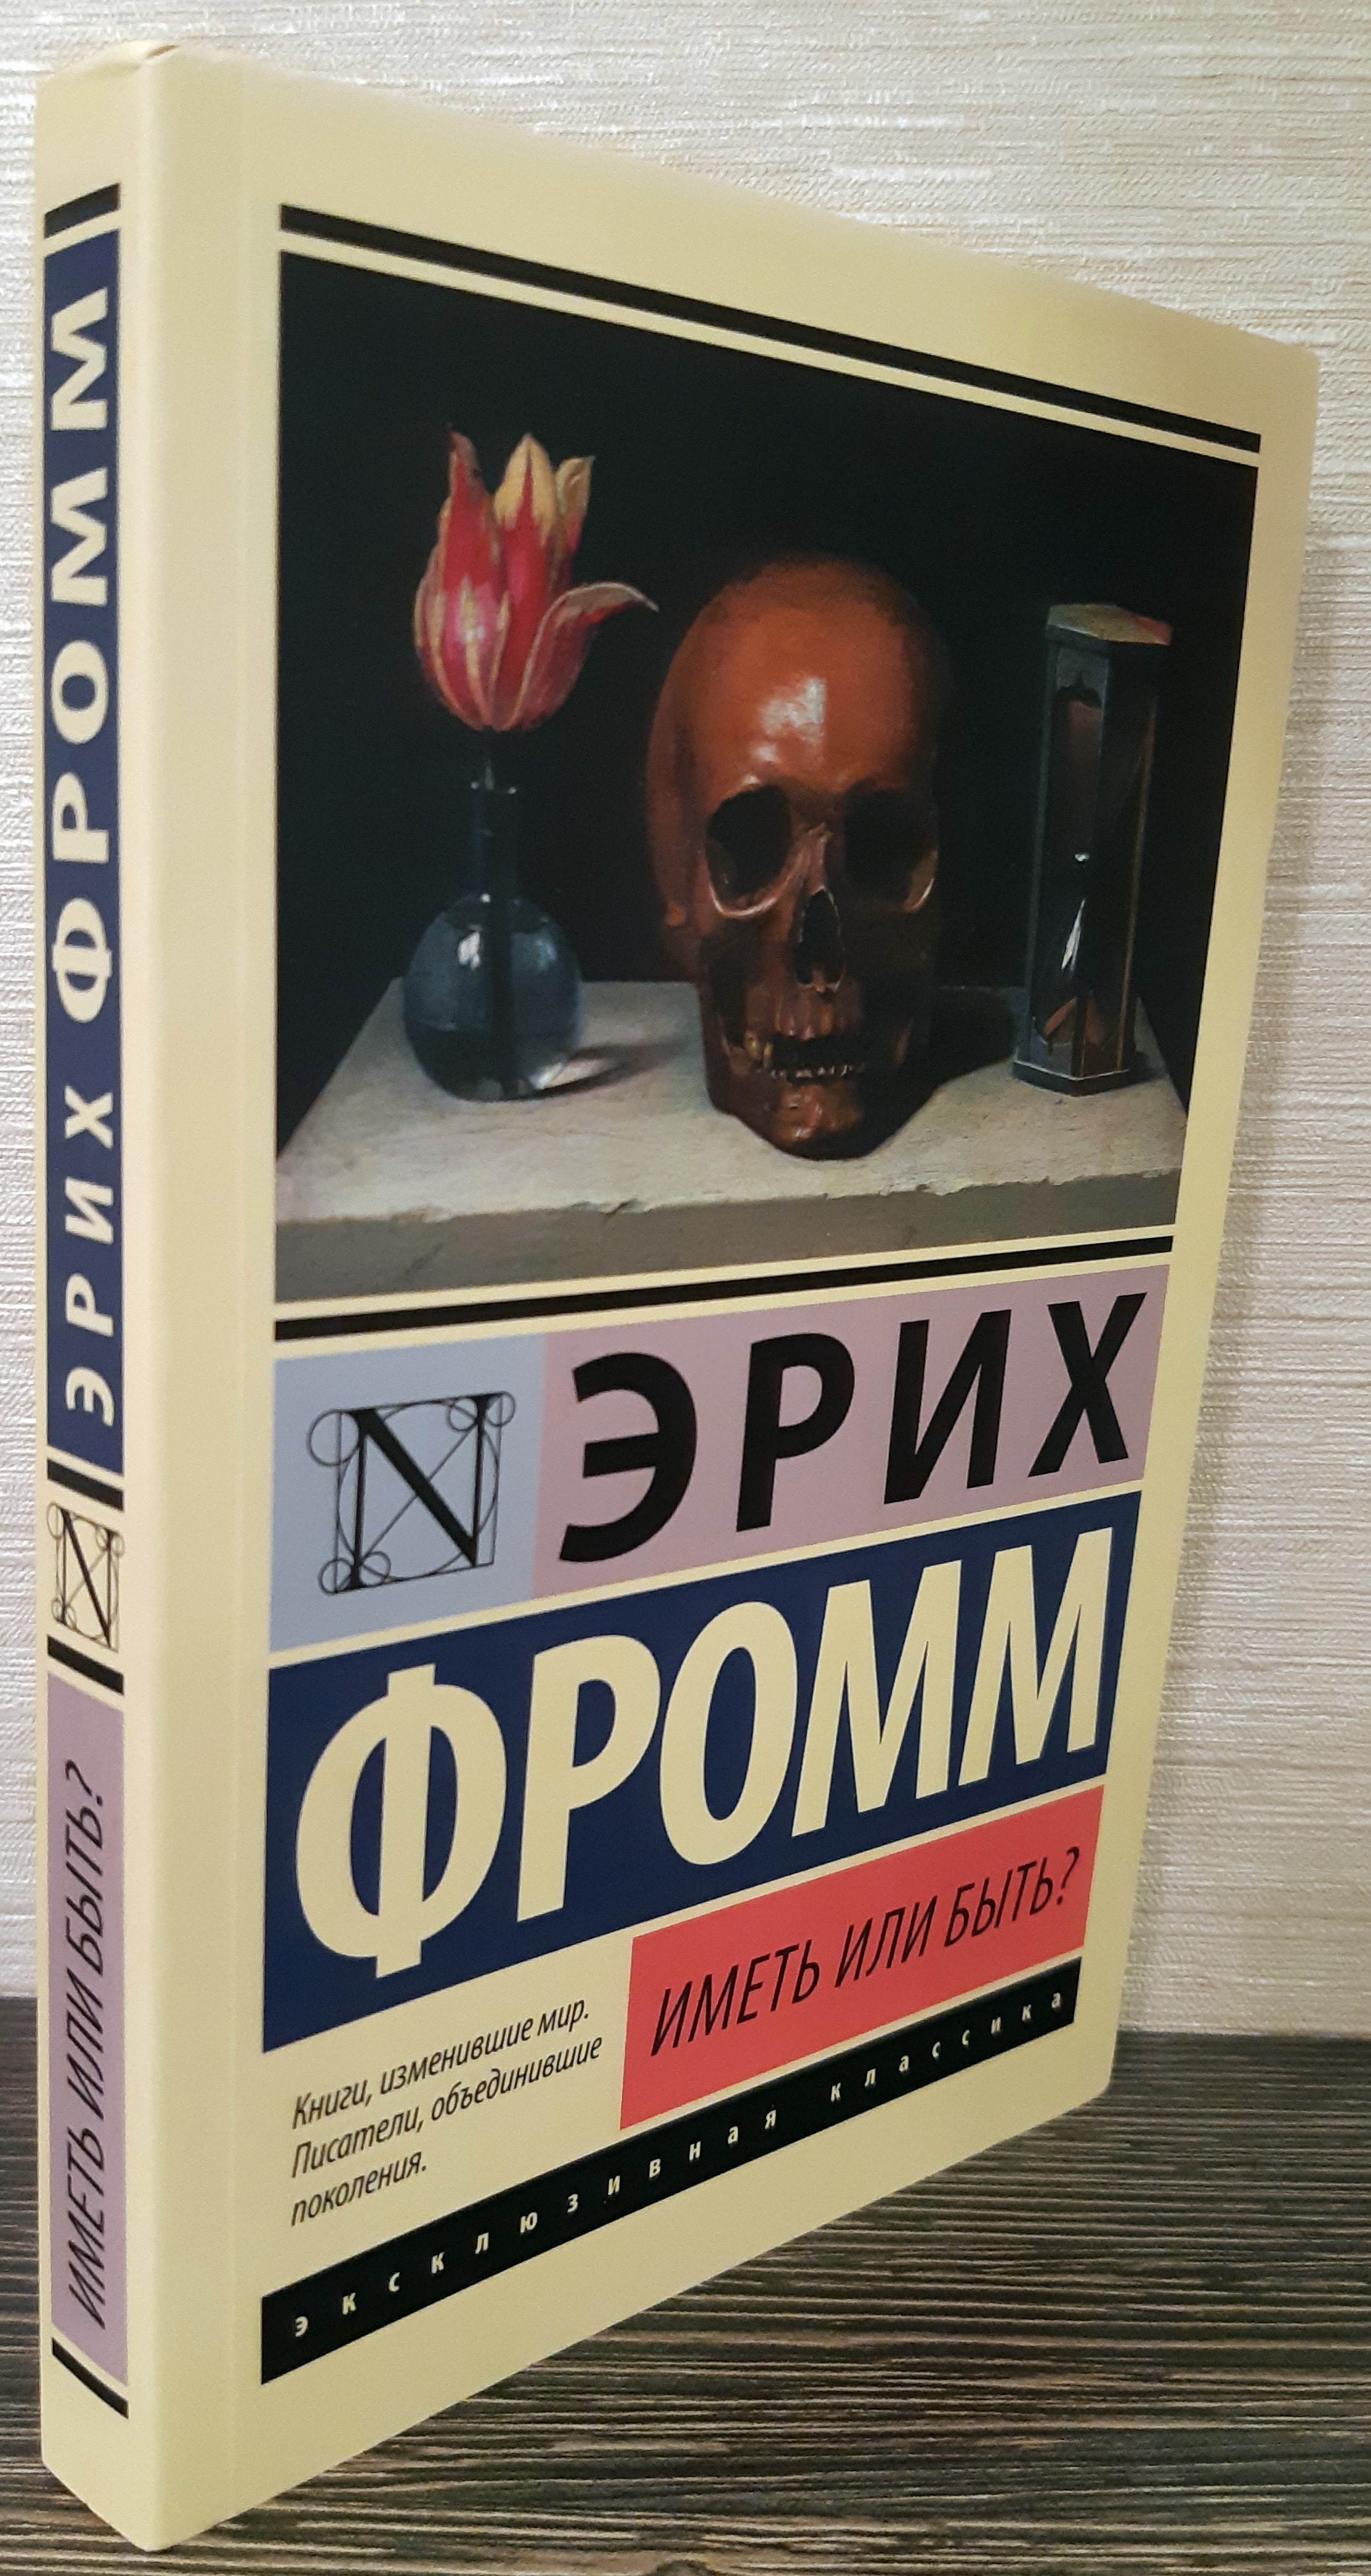 ЭРИХ ФРОММ
N
ИМЕТЬ ИЛИ БЫТЬ?
N
ЭРИХ
ФРОММ
ИМЕТЬ ИЛИ БЫТЬ?
Книги, изменившие мир.
Писатели, объединившие
поколения.
эксклюзивная классика